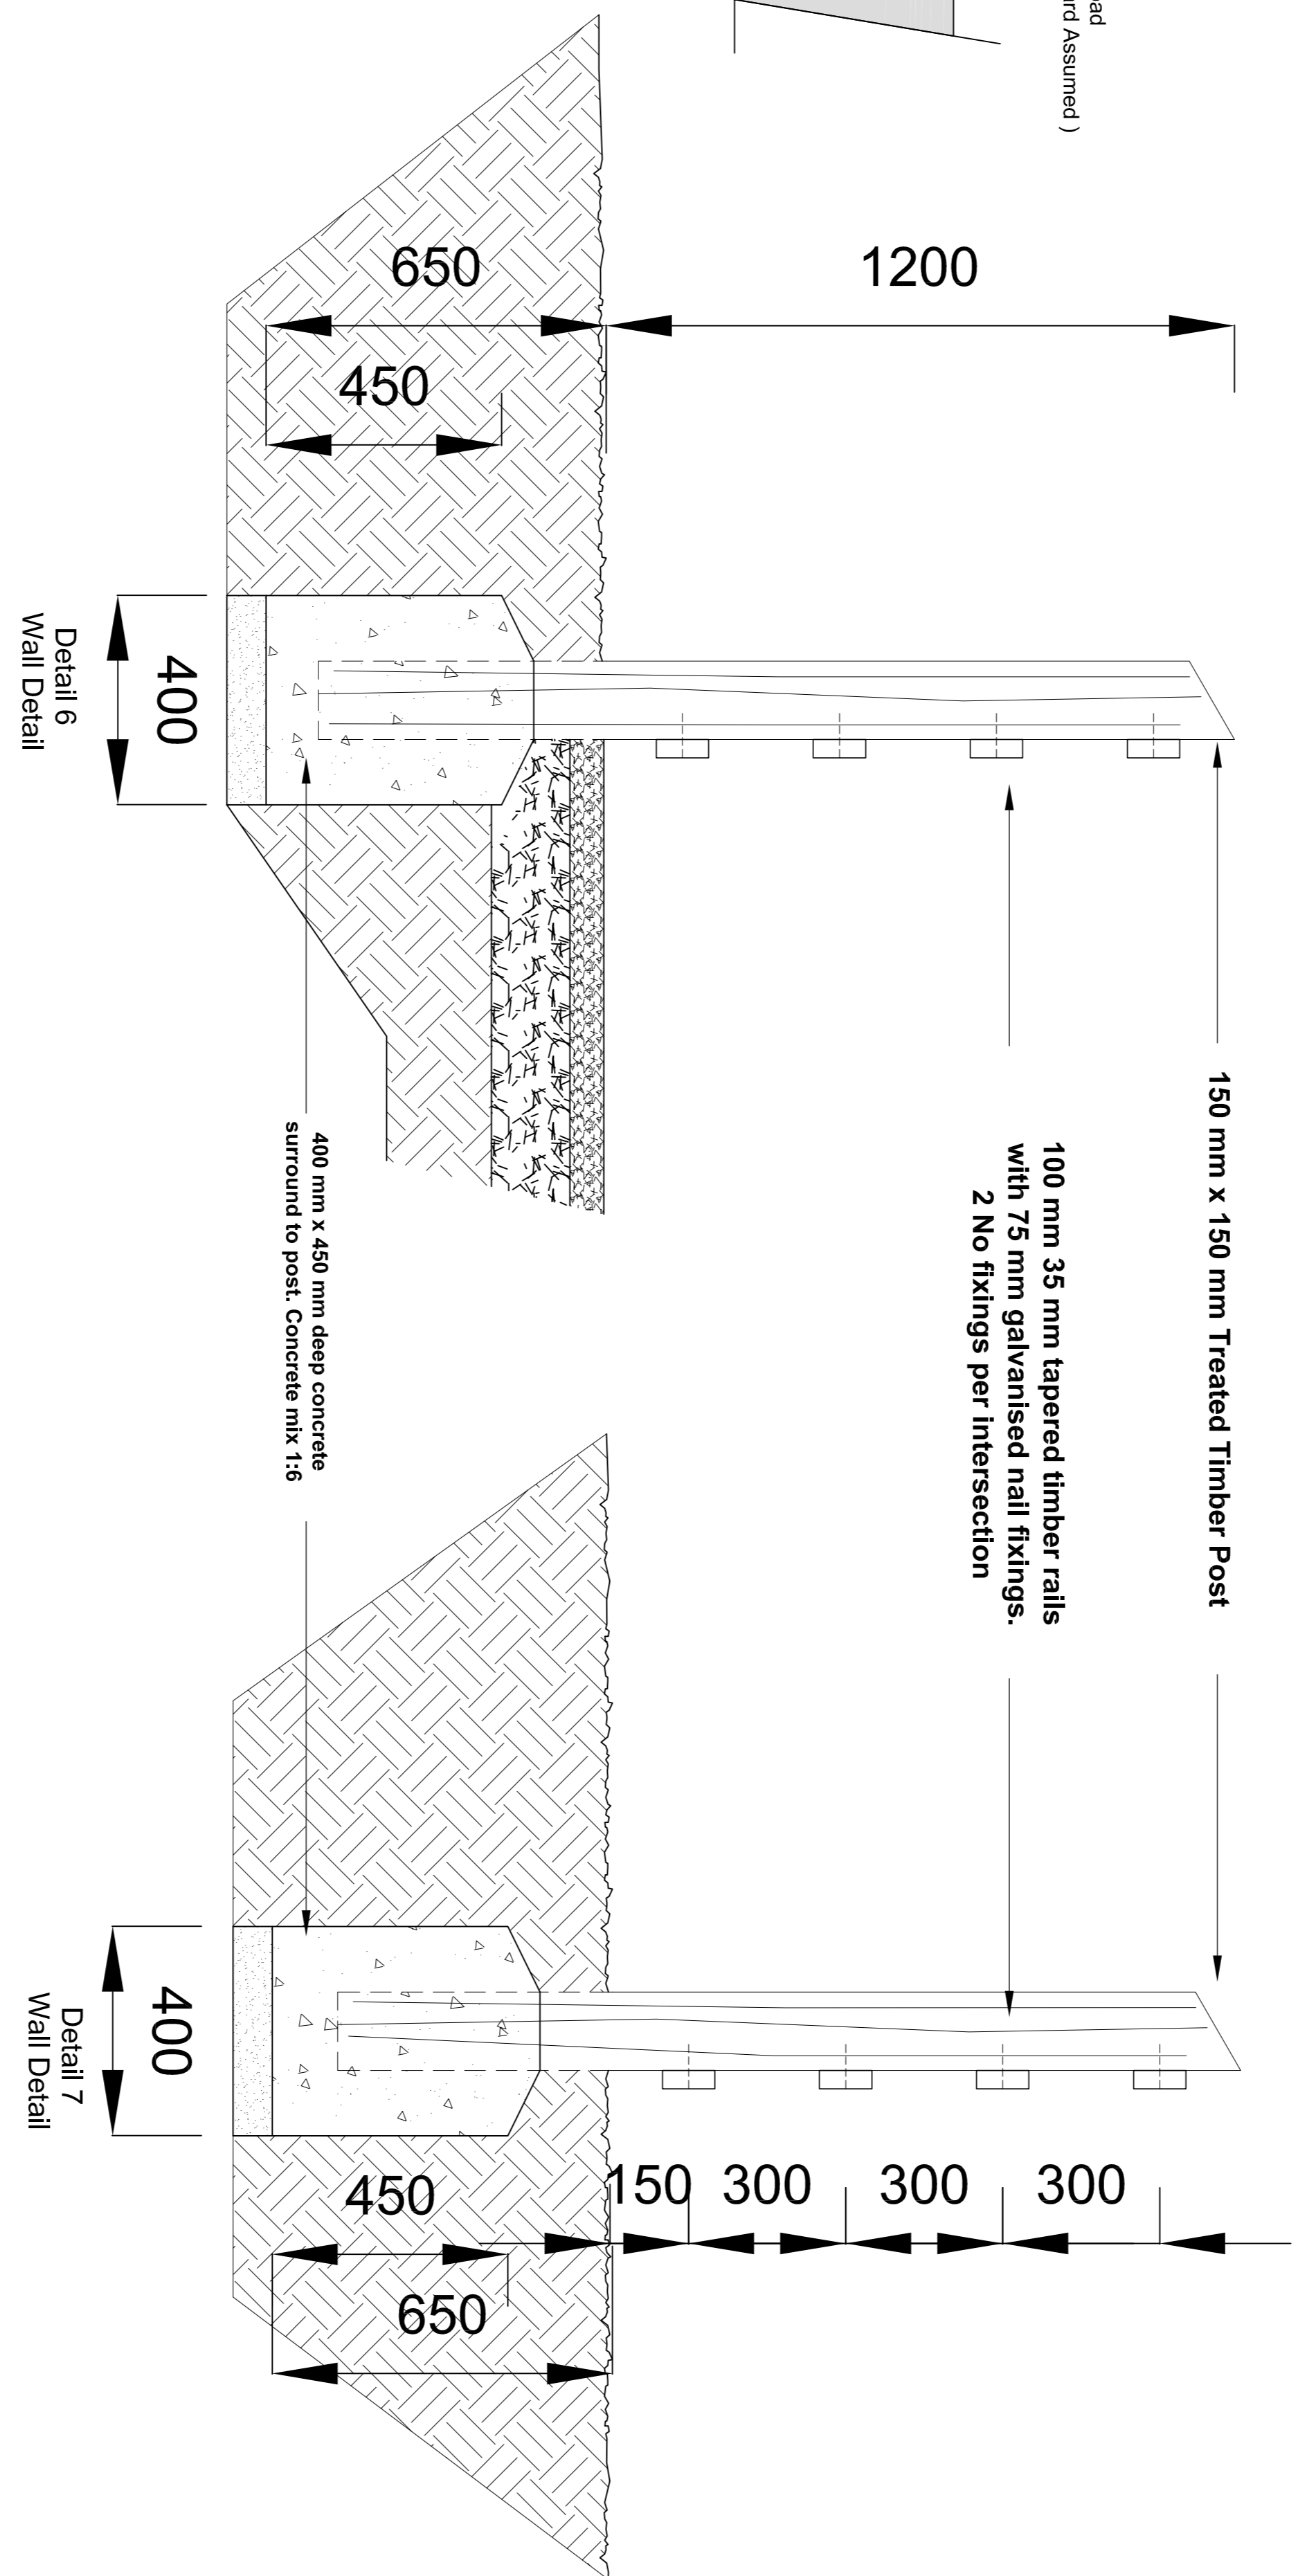 oad
ard Assumed )
1200
650
450
150 mm x 150 mm Treated Timber Post
100 mm 35 mm tapered timber rails
with 75 mm galvanised nail fixings.
2 No fixings per intersection
400 mm x 450 mm deep concrete
surround to post. Concrete mix 1:6
400
Detail 6
Wall Detail
300
300
300
150
450
650
400
Detail 7
Wall Detail